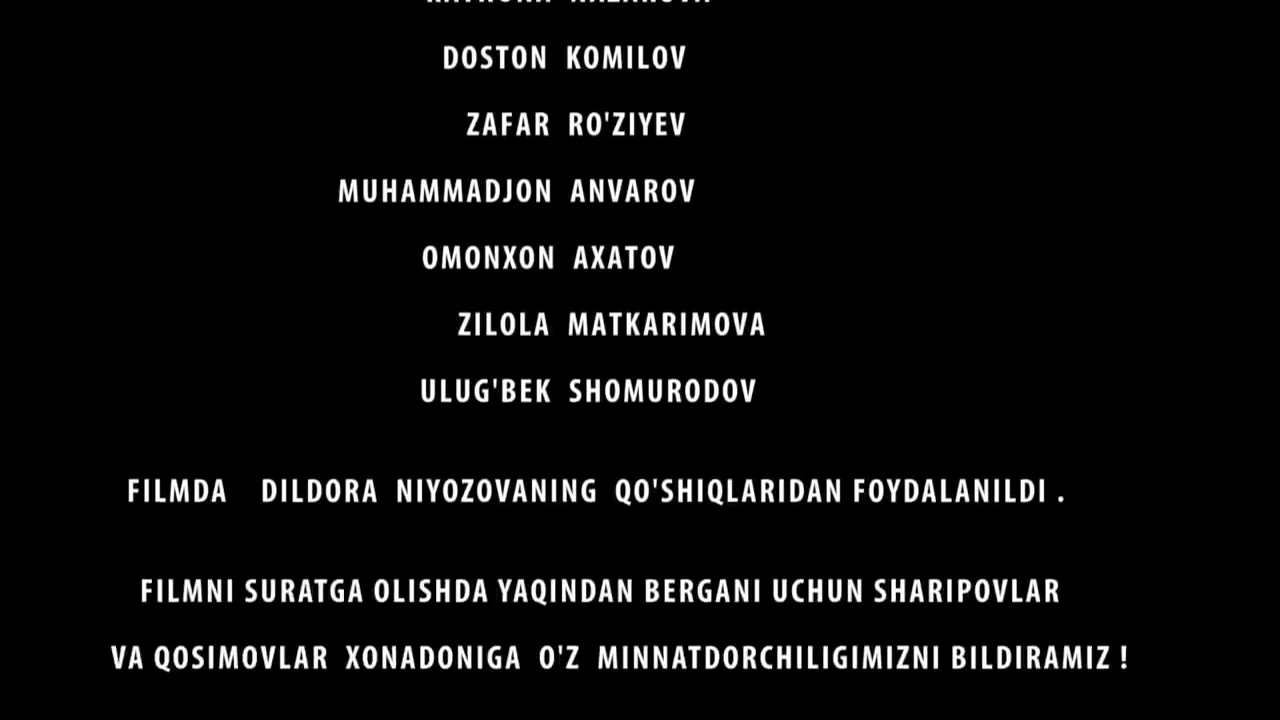 DOSTON KOMILOV
ZAFAR RO'ZIYEV
MUHAMMADJON ANVAROV
OMONXON AXATOV
ZILOLA MATKARIMOVA
ULUG'BEK SHOMURODOV
FILMDA DILDORA NIYOZOVANING QO'SHIQLARIDAN FOYDALANILDI .
FILMNI SURATGA OLISHDA YAQINDAN BERGANI UCHUN SHARIPOVLAR
VA QOSIMOVLAR XONADONIGA O'Z MINNATDORCHILIGIMIZNI BILDIRAMIZ !